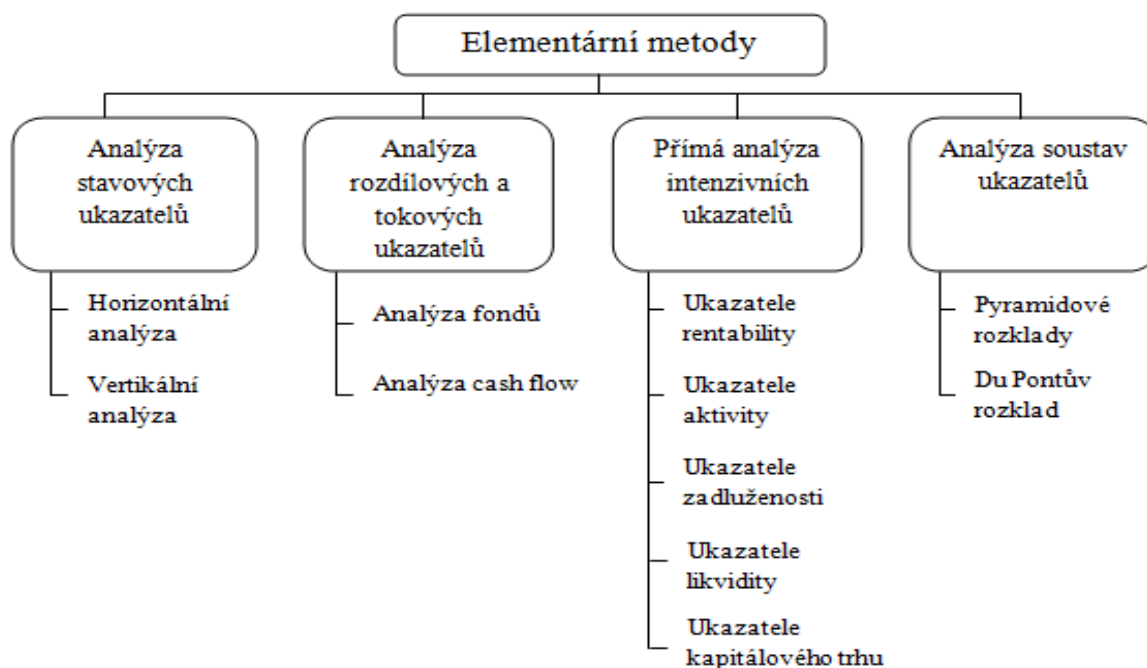 Elementární metody
Analýza
stavových
ukazatelů
Horizontální
analýza
Vertikální
analýza
Analýza
rozdílových a
tokových
ukazatelů
Analýza fondů
Analýza cash flow
Přímá analýza
intenzivních
ukazatelů
Ukazatele
rentability
Ukazatele
aktivity
Ukazatele
zadluženosti
Ukazatele
likvidity
Ukazatele
kapitálového trhu
Analýza soustav
ukazatelů
Pyramidové
rozklady
Du Pontův
rozklad